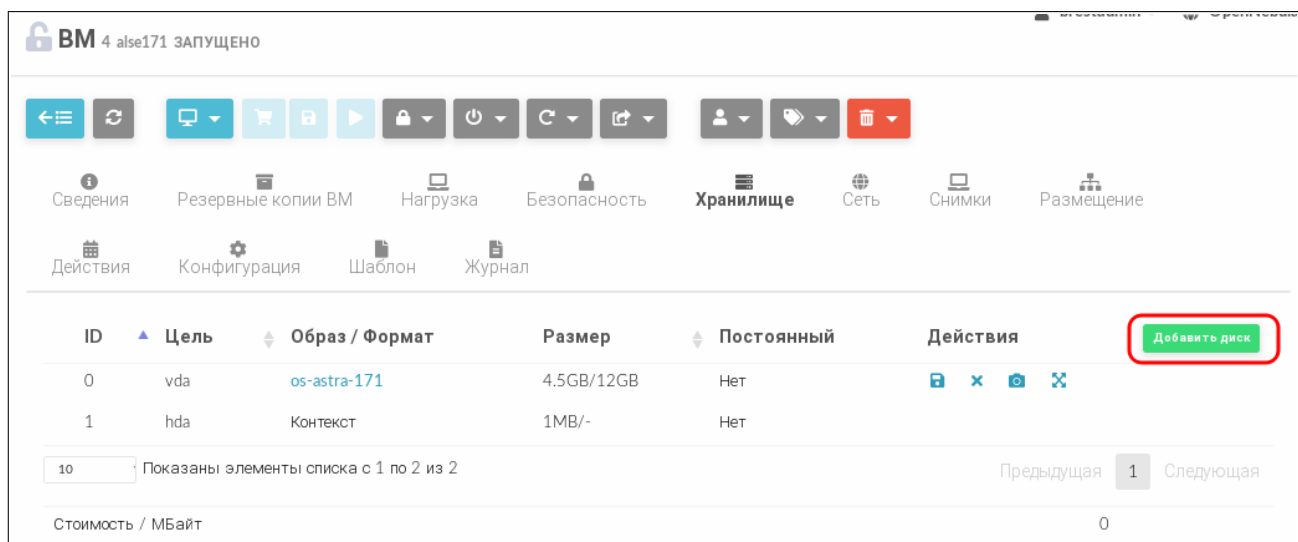 brestadmin OpenNebula
ВМ 4 alse171 ЗАПУЩЕНО
Сведения Резервные копии ВМ Нагрузка Безопасность Хранилище Сеть Снимки Размещение
Действия Конфигурация Шаблон Журнал
ID Цель Образ / Формат Размер Постоянный Действия Добавить диск
0 vda os-astra-171 4.5GB/12GB Нет
1 hda Контекст 1MB/- Нет
10 Показаны элементы списка с 1 по 2 из 2 Предыдущая 1 Следующая
Стоимость / МБайт 0